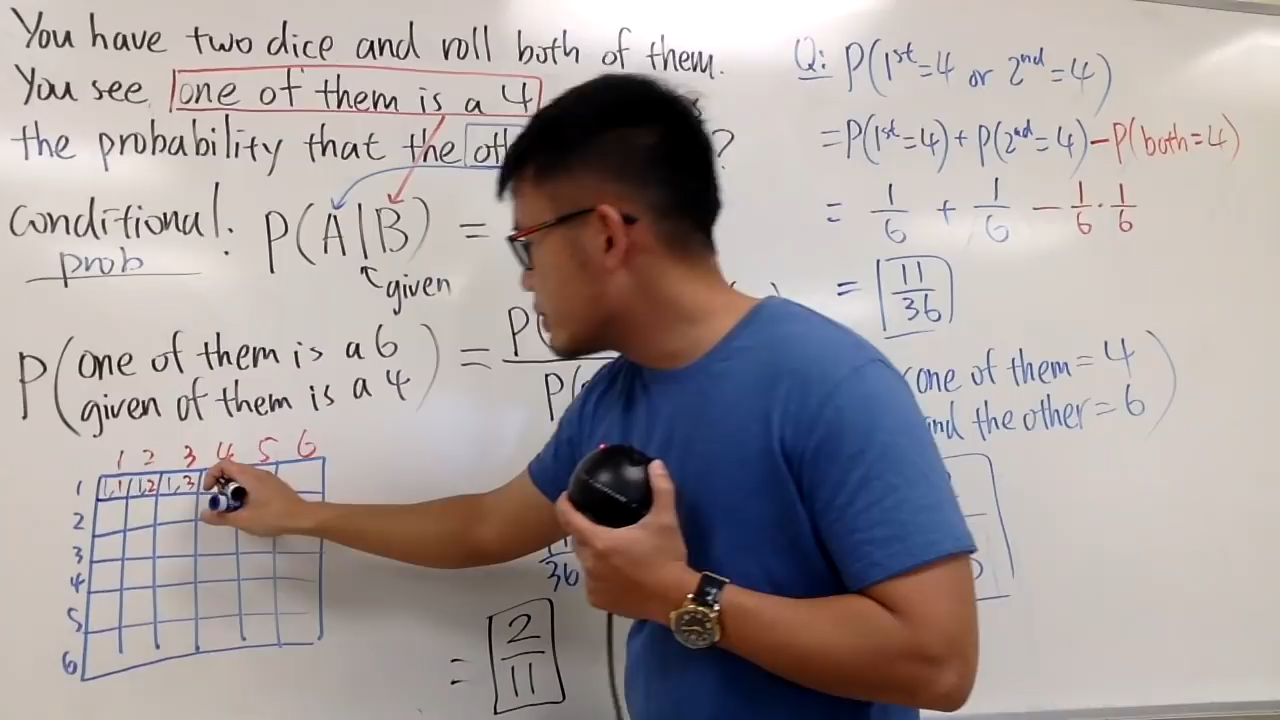 You have two dice and roll both of them.
You see one of them is a 4
the probability that the ?
Conditional: P(A|B) =
prob
given
P(one of them is a 6
given of them is a 4) = P(
P(
1 2 3 4 5 6
1 1,1 1,2 1,3
2
3
4
5
6
36
= 2/11
Q: P(1st=4 or 2nd=4)
=P(1st=4)+P(2nd=4)-P(both=4)
= 1/6 + 1/6 - 1/6 · 1/6
= 11/36
(one of them = 4
and the other = 6)